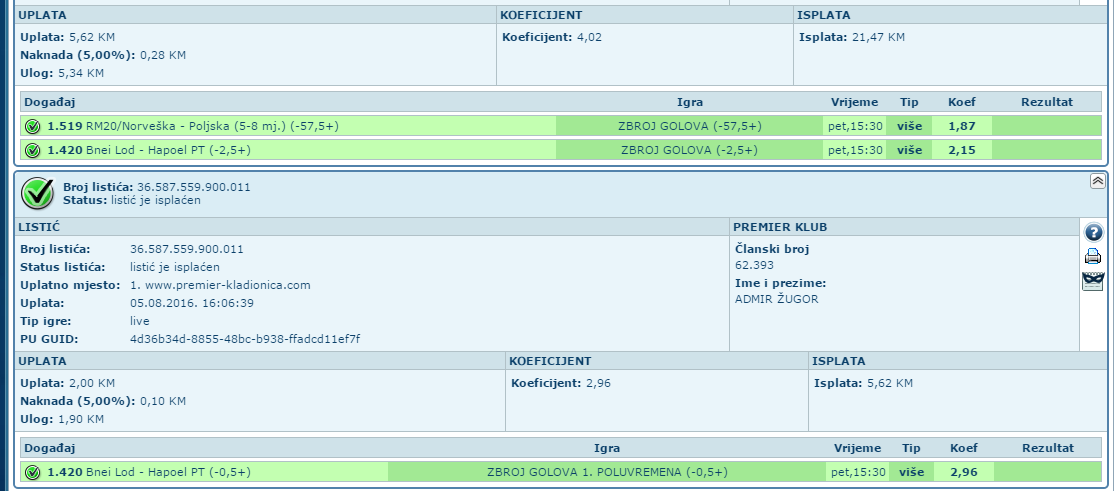 UPLATA KOEFICIJENT ISPLATA
Uplata: 5,62 KM Koeficijent: 4,02 Isplata: 21,47 KM
Naknada (5,00%): 0,28 KM
Ulog: 5,34 KM
Događaj Igra Vrijeme Tip Koef Rezultat
1.519 RM20/Norveška - Poljska (5-8 mj.) (-57,5+) ZBROJ GOLOVA (-57,5+) pet,15:30 više 1,87
1.420 Bnei Lod - Hapoel PT (-2,5+) ZBROJ GOLOVA (-2,5+) pet,15:30 više 2,15
Broj listića: 36.587.559.900.011
Status: listić je isplaćen
LISTIĆ PREMIER KLUB
Broj listića: 36.587.559.900.011 Članski broj
Status listića: listić je isplaćen 62.393
Uplatno mjesto: 1. www.premier-kladionica.com Ime i prezime:
Uplata: 05.08.2016. 16:06:39 ADMIR ŽUGOR
Tip igre: live
PU GUID: 4d36b34d-8855-48bc-b938-ffadcd11ef7f
UPLATA KOEFICIJENT ISPLATA
Uplata: 2,00 KM Koeficijent: 2,96 Isplata: 5,62 KM
Naknada (5,00%): 0,10 KM
Ulog: 1,90 KM
Događaj Igra Vrijeme Tip Koef Rezultat
1.420 Bnei Lod - Hapoel PT (-0,5+) ZBROJ GOLOVA 1. POLUVREMENA (-0,5+) pet,15:30 više 2,96